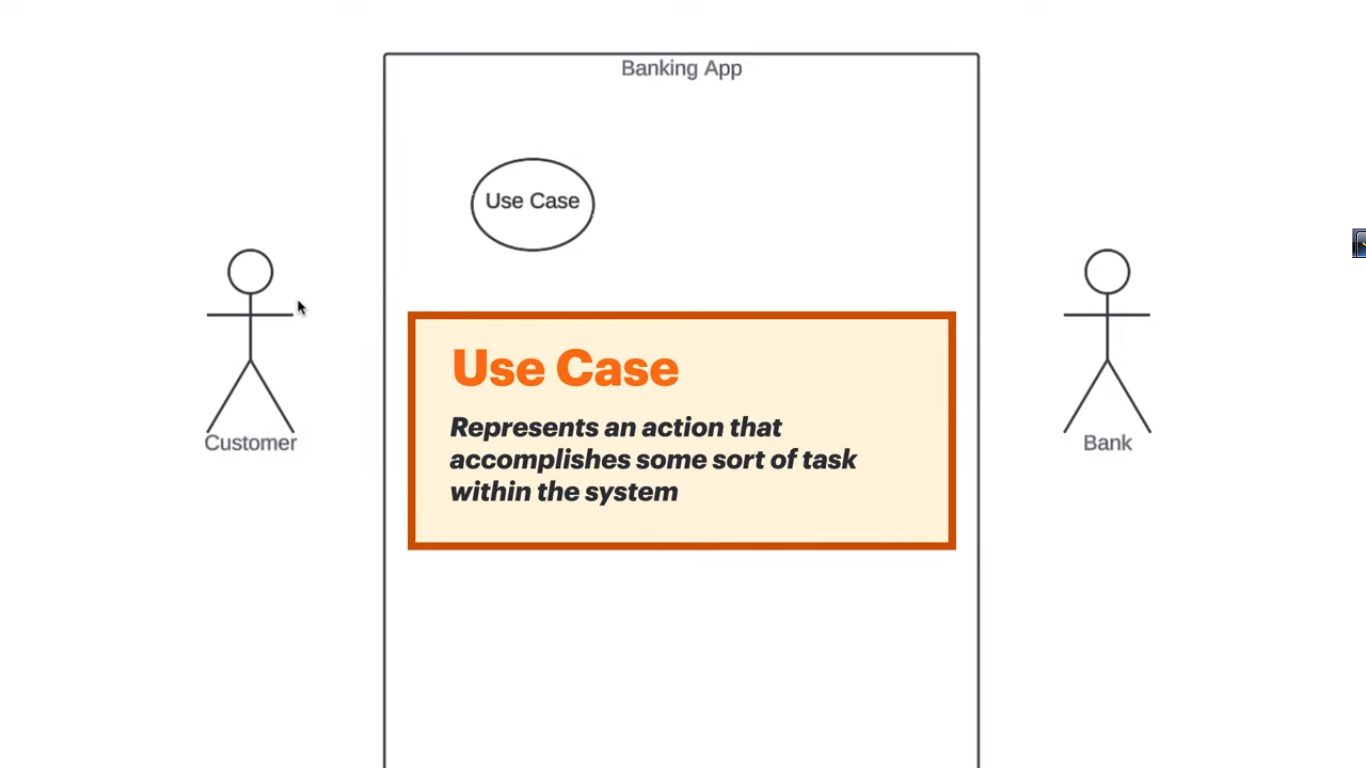 Banking App
Use Case
Use Case
Represents an action that
accomplishes some sort of task
within the system
Customer
Bank